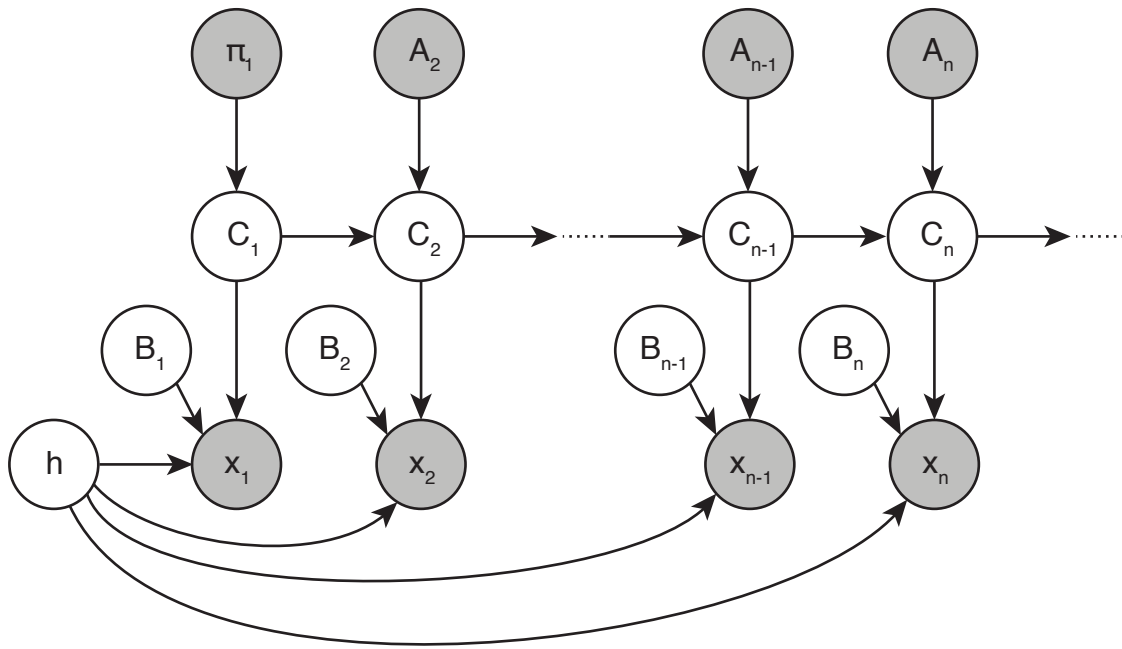 π₁ A₂ Aₙ₋₁ Aₙ
C₁ C₂ Cₙ₋₁ Cₙ
B₁ B₂ Bₙ₋₁ Bₙ
h x₁ x₂ xₙ₋₁ xₙ